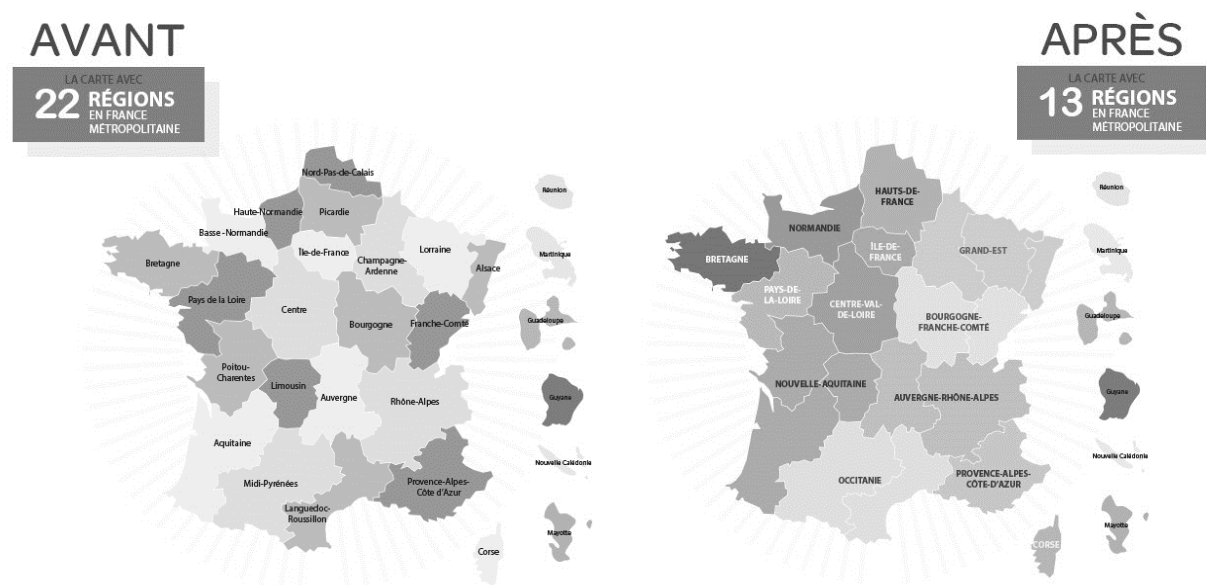 AVANT
LA CARTE AVEC
22 RÉGIONS
EN FRANCE
MÉTROPOLITAINE
Nord-Pas-de-Calais
Haute-Normandie
Picardie
Basse -Normandie
Île-de-France
Champagne-
Ardenne
Lorraine
Alsace
Bretagne
Pays de la Loire
Centre
Bourgogne
Franche-Comté
Poitou-
Charentes
Limousin
Auvergne
Rhône-Alpes
Aquitaine
Midi-Pyrénées
Languedoc-
Roussillon
Provence-Alpes-
Côte d'Azur
Corse
Réunion
Martinique
Guadeloupe
Guyane
Nouvelle Calédonie
Mayotte
APRÈS
LA CARTE AVEC
13 RÉGIONS
EN FRANCE
MÉTROPOLITAINE
HAUTS-DE-
FRANCE
NORMANDIE
ÎLE-DE-
FRANCE
GRAND-EST
BRETAGNE
PAYS-DE-
LA-LOIRE
CENTRE-VAL-
DE-LOIRE
BOURGOGNE-
FRANCHE-COMTÉ
NOUVELLE-AQUITAINE
AUVERGNE-RHÔNE-ALPES
OCCITANIE
PROVENCE-ALPES-
CÔTE-D'AZUR
CORSE
Réunion
Martinique
Guadeloupe
Guyane
Nouvelle Calédonie
Mayotte